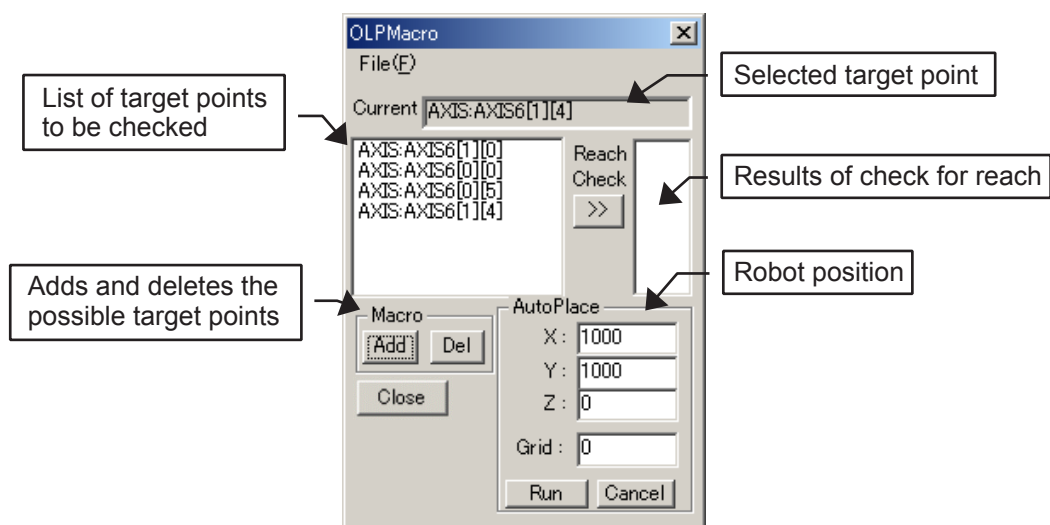 OLPMacro
File(F)
Current AXIS:AXIS6[1][4]
Selected target point
List of target points
to be checked
AXIS:AXIS6[1][0]
AXIS:AXIS6[0][0]
AXIS:AXIS6[0][5]
AXIS:AXIS6[1][4]
Reach
Check
>>
Results of check for reach
Robot position
Adds and deletes the
possible target points
Macro
Add Del
Close
AutoPlace
X : 1000
Y : 1000
Z : 0
Grid : 0
Run Cancel